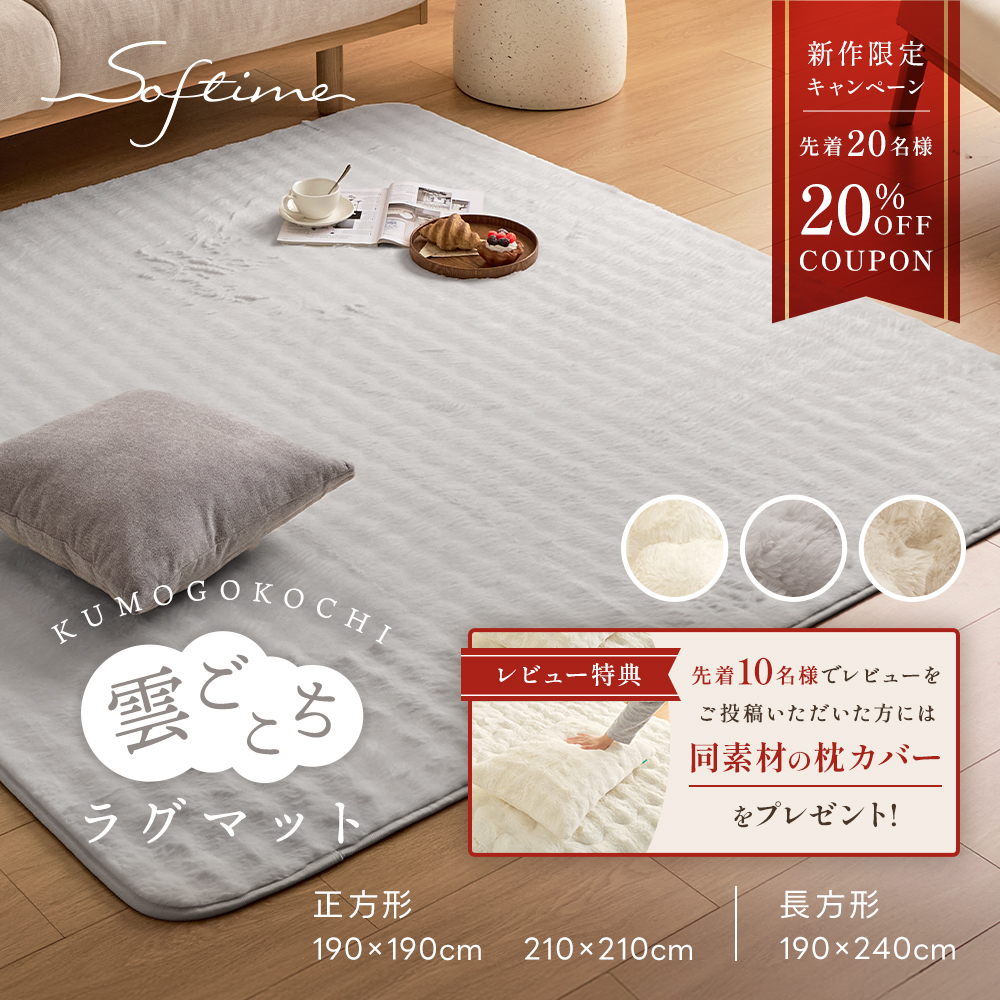 Softime
新作限定
キャンペーン
先着20名様
20%OFF
COUPON
KUMOGOKOCHI
雲ごこち
ラグマット
レビュー特典
先着10名様でレビューを
ご投稿いただいた方には
同素材の枕カバー
をプレゼント!
正方形
190×190cm 210×210cm
長方形
190×240cm